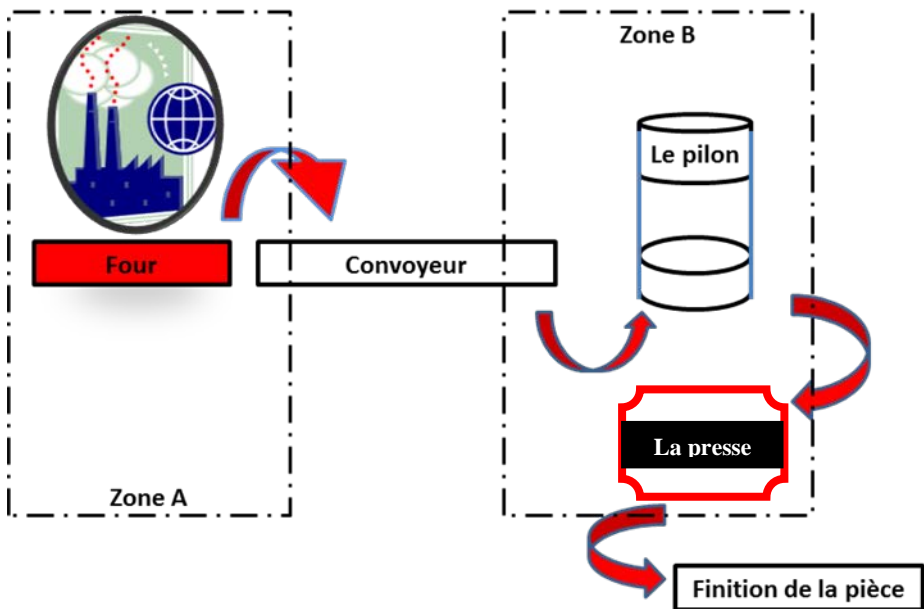 Zone B
Le pilon
Four
Convoyeur
La presse
Zone A
Finition de la pièce